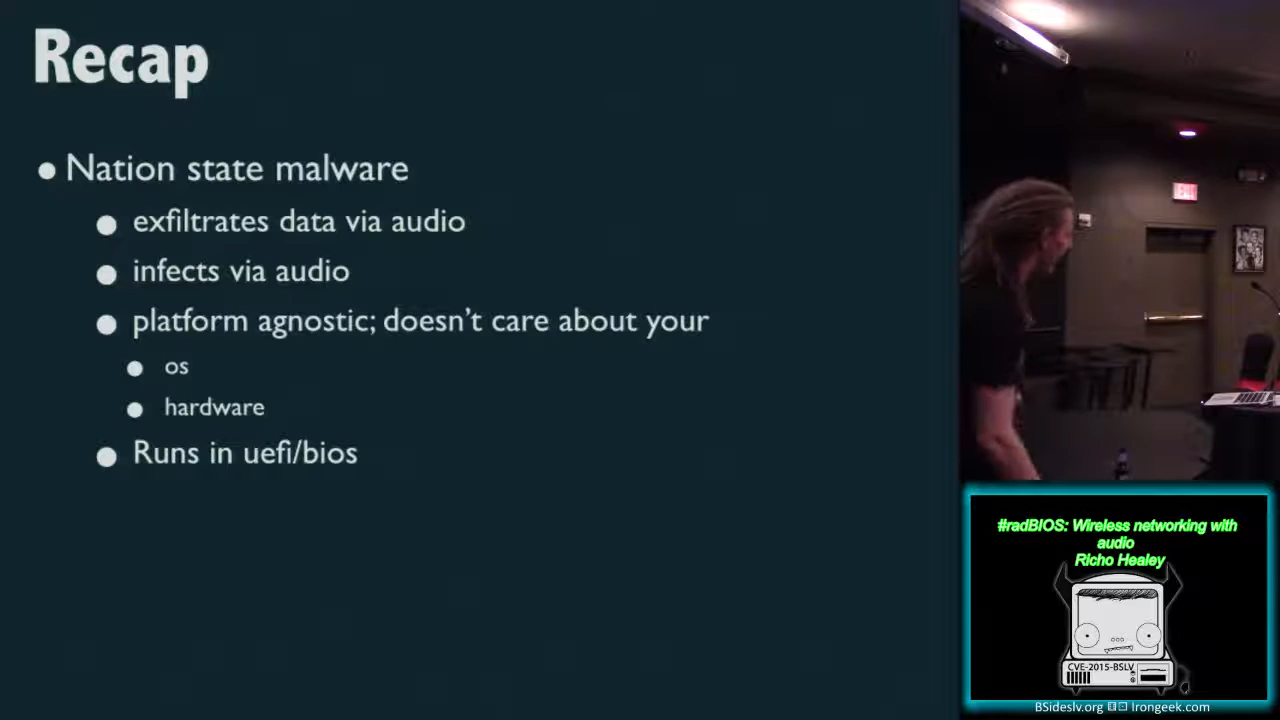 Recap
Nation state malware
exfiltrates data via audio
infects via audio
platform agnostic; doesn't care about your
os
hardware
Runs in uefi/bios
EXIT
#radBIOS: Wireless networking with
audio
Richo Healey
CVE-2015-BSLV
BSideslv.org Irongeek.com